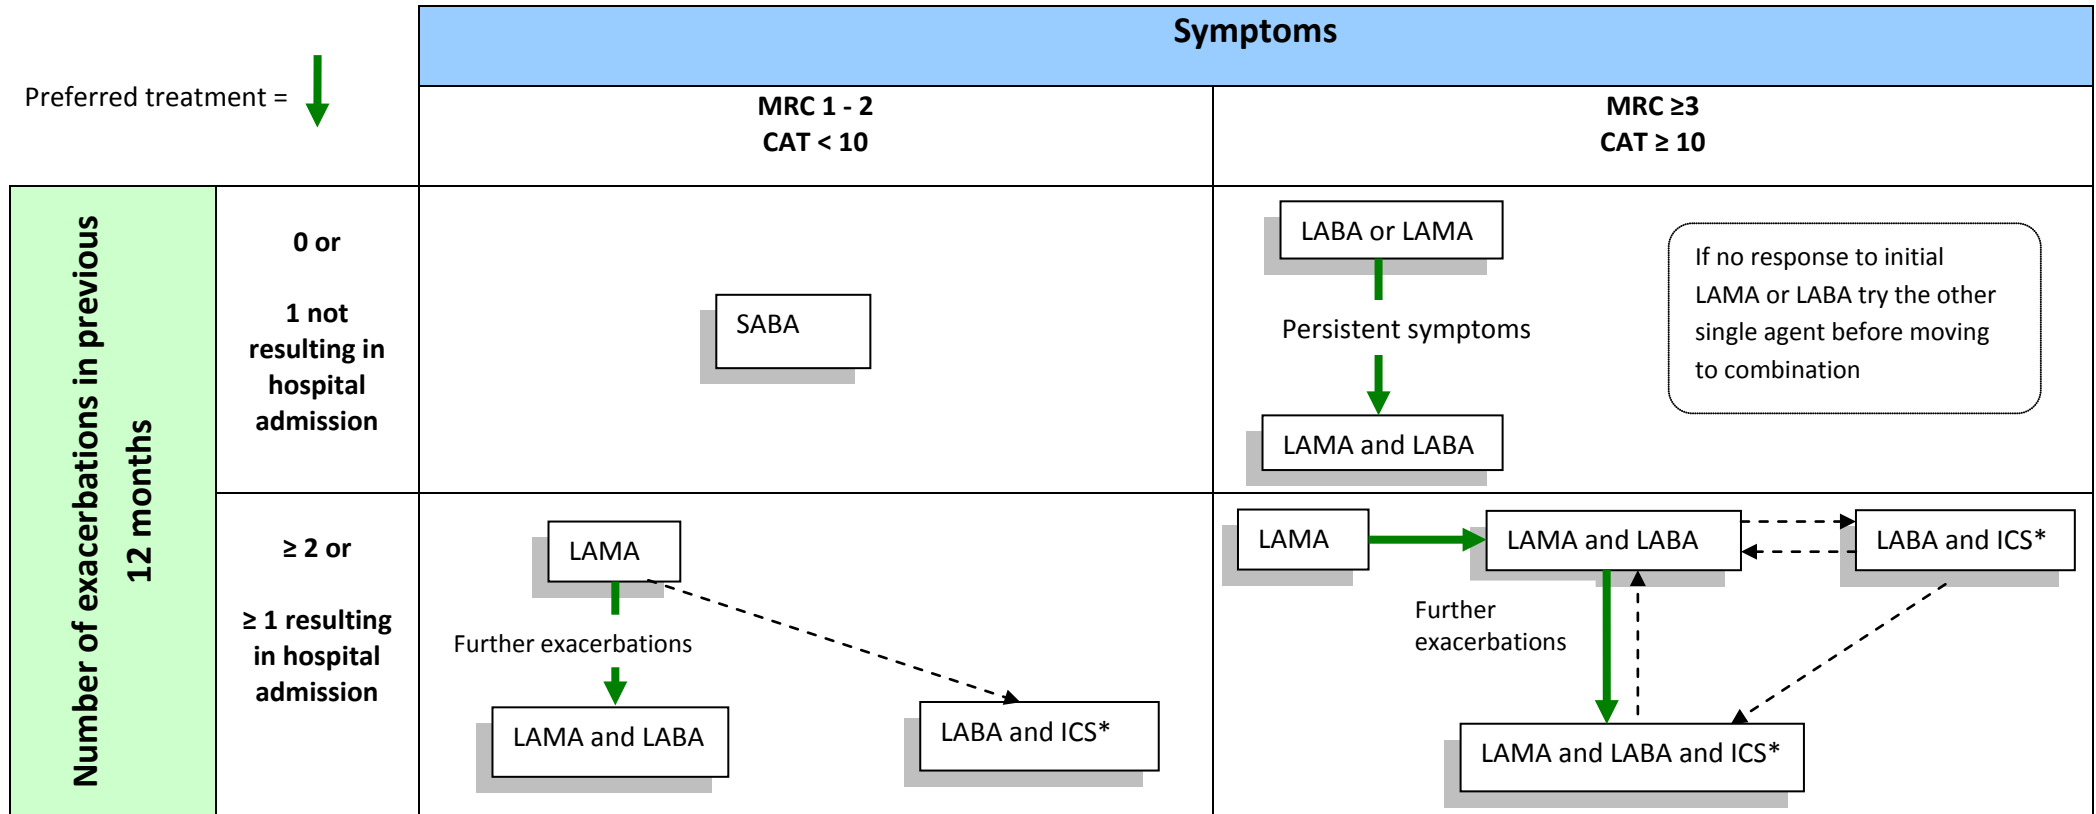 Symptoms
Preferred treatment =
MRC 1 - 2
CAT < 10
MRC ≥3
CAT ≥ 10
Number of exacerbations in previous
12 months
0 or
1 not
resulting in
hospital
admission
SABA
LABA or LAMA
Persistent symptoms
LAMA and LABA
If no response to initial
LAMA or LABA try the other
single agent before moving
to combination
≥ 2 or
≥ 1 resulting
in hospital
admission
LAMA
Further exacerbations
LAMA and LABA
LABA and ICS*
LAMA
LAMA and LABA
LABA and ICS*
Further
exacerbations
LAMA and LABA and ICS*